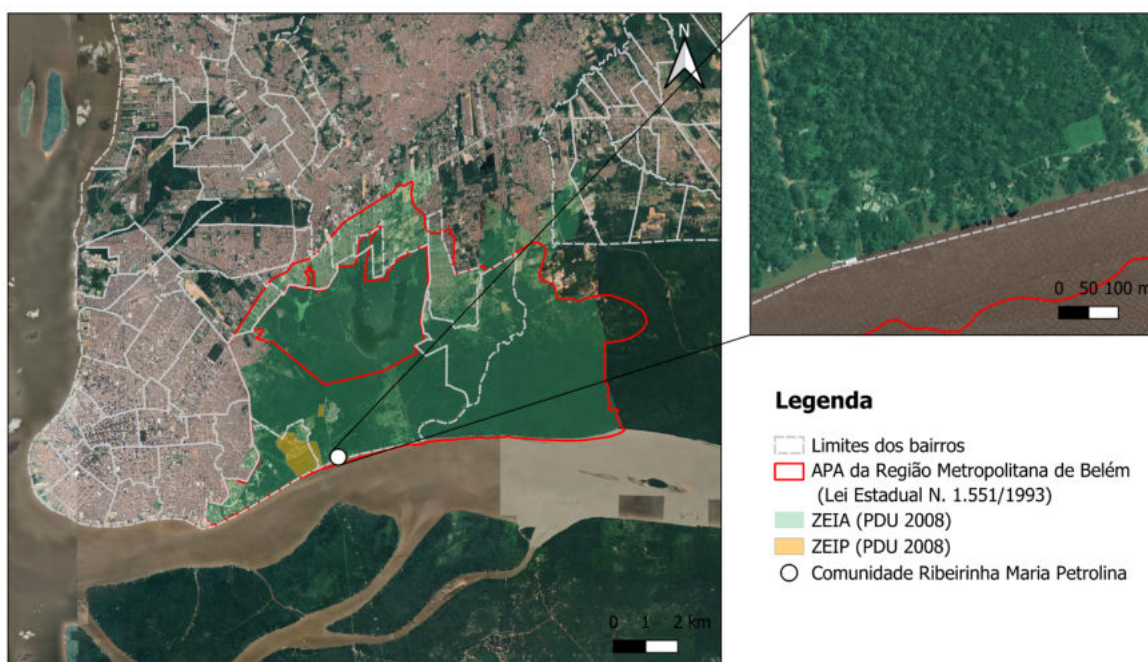 N
0 1 2 km
0 50 100 m
Legenda
Limites dos bairros
APA da Região Metropolitana de Belém
(Lei Estadual N. 1.551/1993)
ZEIA (PDU 2008)
ZEIP (PDU 2008)
Comunidade Ribeirinha Maria Petrolina